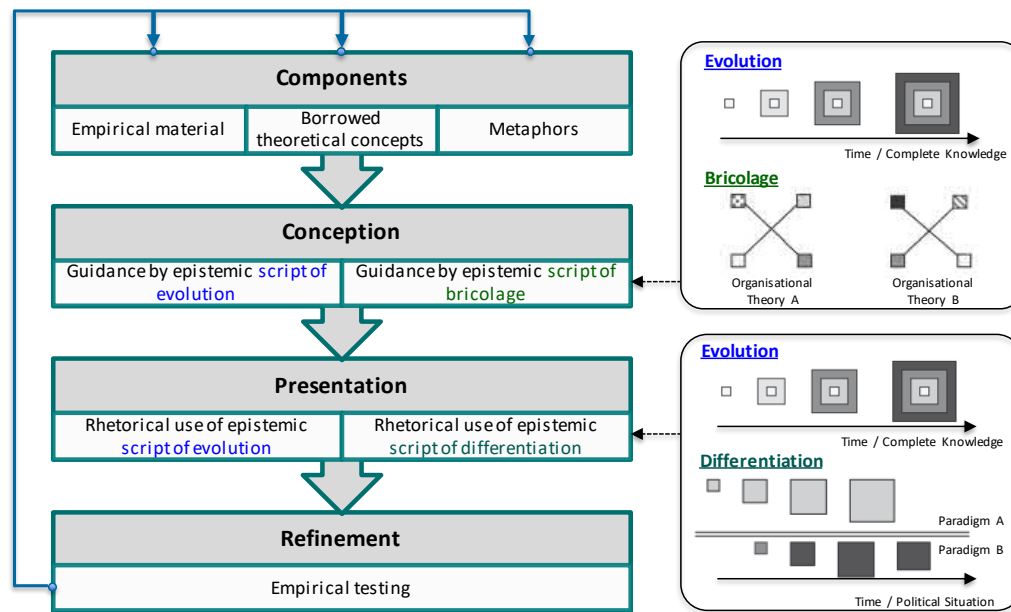 Components
Empirical material
Borrowed
theoretical concepts
Metaphors
Conception
Guidance by epistemic script of
evolution
Guidance by epistemic script of
bricolage
Presentation
Rhetorical use of epistemic
script of evolution
Rhetorical use of epistemic
script of differentiation
Refinement
Empirical testing
Evolution
Time / Complete Knowledge
Bricolage
Organisational
Theory A
Organisational
Theory B
Evolution
Time / Complete Knowledge
Differentiation
Paradigm A
Paradigm B
Time / Political Situation